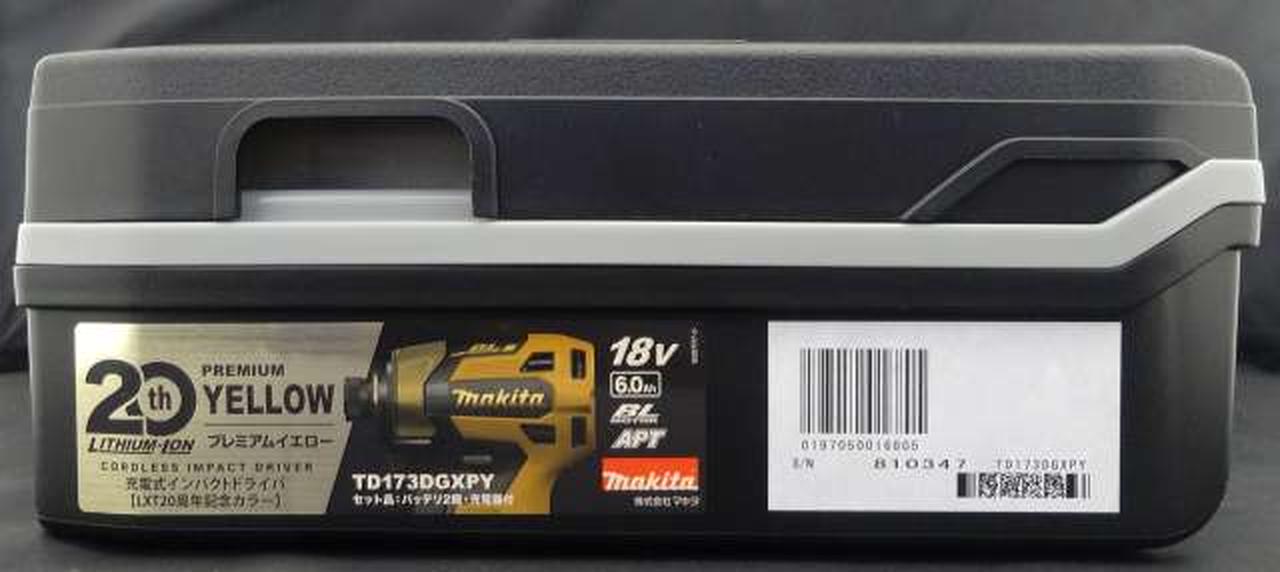 20th
PREMIUM
YELLOW
LITHIUM-ION
プレミアムイエロー
CORDLESS IMPACT DRIVER
充電式インパクトドライバ
【LXT20周年記念カラー】
makita
TD173DGXPY
セット品:バッテリ2個・充電器付
18V
6.0Ah
BL
MOTOR
APT
makita
株式会社マキタ
0197050016005
S/N 810347 TD173DGXPY